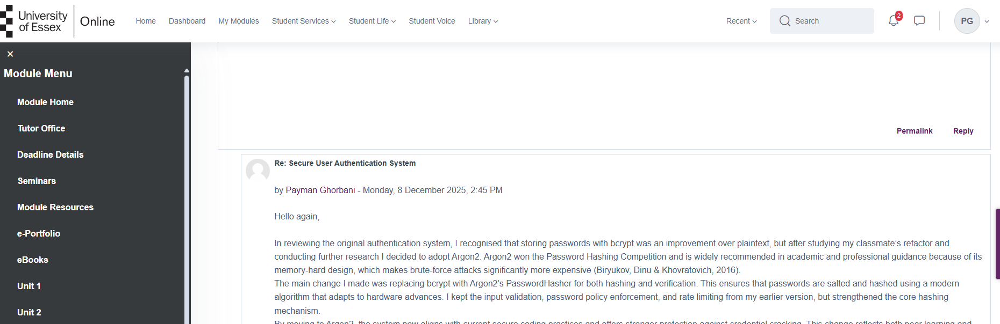 University
of Essex
Online
Home
Dashboard
My Modules
Student Services
Student Life
Student Voice
Library
Recent
Search
2
PG
Module Menu
Module Home
Tutor Office
Deadline Details
Seminars
Module Resources
e-Portfolio
eBooks
Unit 1
Unit 2
Permalink
Reply
Re: Secure User Authentication System
by Payman Ghorbani - Monday, 8 December 2025, 2:45 PM
Hello again,
In reviewing the original authentication system, I recognised that storing passwords with bcrypt was an improvement over plaintext, but after studying my classmate's refactor and
conducting further research I decided to adopt Argon2. Argon2 won the Password Hashing Competition and is widely recommended in academic and professional guidance because of its
memory-hard design, which makes brute-force attacks significantly more expensive (Biryukov, Dinu & Khovratovich, 2016).
The main change I made was replacing bcrypt with Argon2's PasswordHasher for both hashing and verification. This ensures that passwords are salted and hashed using a modern
algorithm that adapts to hardware advances. I kept the input validation, password policy enforcement, and rate limiting from my earlier version, but strengthened the core hashing
mechanism.
By moving to Argon2, the system now aligns with current secure coding practices and offers stronger protection against credential cracking. This change reflects both peer learning and